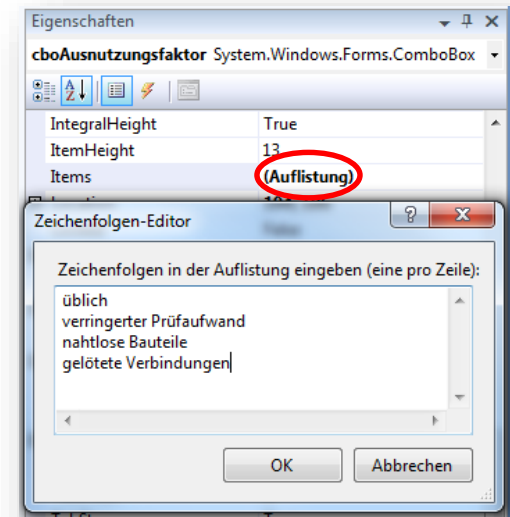 Eigenschaften
cboAusnutzungsfaktor System.Windows.Forms.ComboBox
IntegralHeight True
ItemHeight 13
Items (Auflistung)
Zeichenfolgen-Editor
Zeichenfolgen in der Auflistung eingeben (eine pro Zeile):
üblich
verringerter Prüfaufwand
nahtlose Bauteile
gelötete Verbindungen
OK Abbrechen